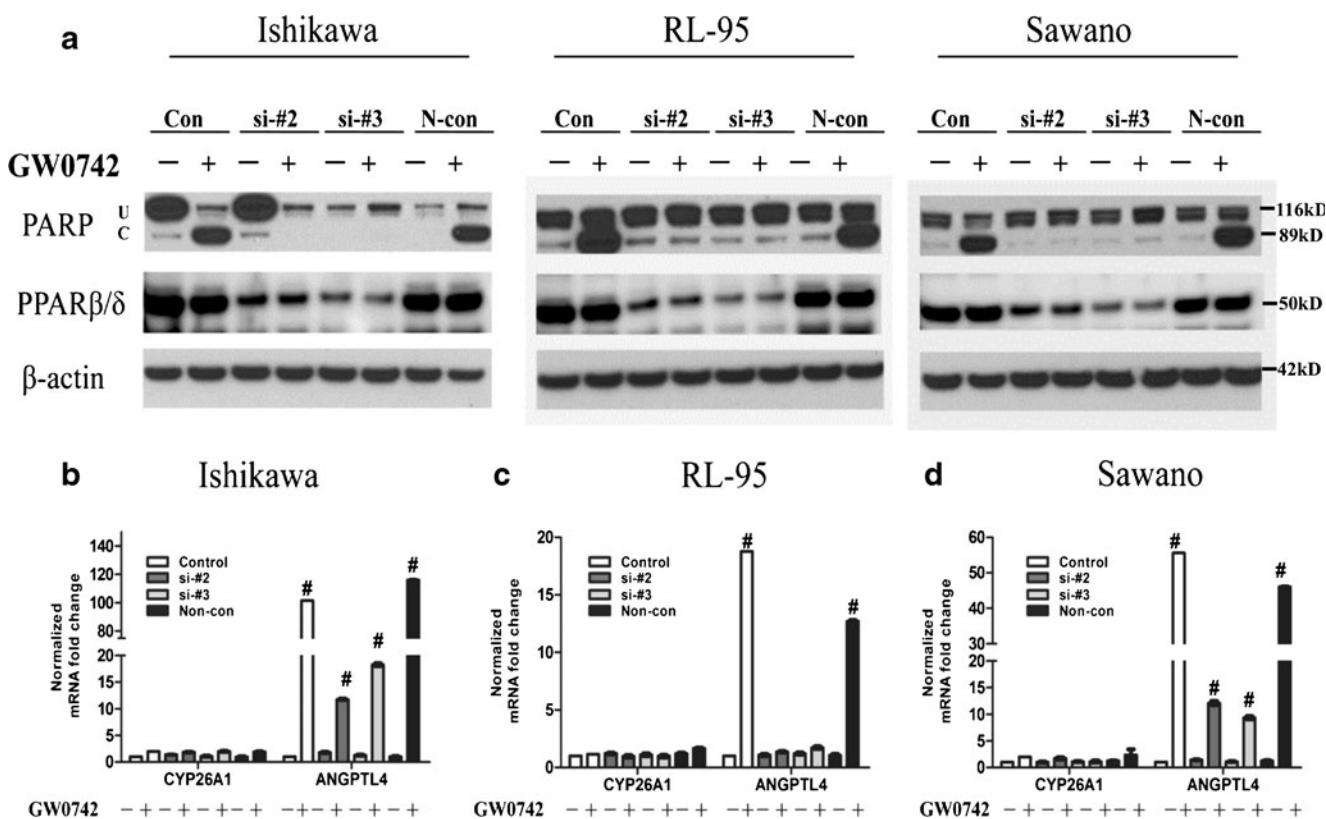 a
Ishikawa RL-95 Sawano
Con si-#2 si-#3 N-con Con si-#2 si-#3 N-con Con si-#2 si-#3 N-con
GW0742 — + — + — + — + — + — + — + — + — + — + — + — +
PARP U C 116kD 89kD
PPARβ/δ 50kD
β-actin 42kD
b Ishikawa
Normalized
mRNA fold change
140
120
100
80
60
20
15
10
5
0
Control
si-#2
si-#3
Non-con
# # # #
CYP26A1 ANGPTL4
GW0742 – + – + – + – + – + – + – + – +
c RL-95
Normalized
mRNA fold change
20
15
10
5
2
1
0
Control
si-#2
si-#3
Non-con
# #
CYP26A1 ANGPTL4
GW0742 – + – + – + – + – + – + – + – +
d Sawano
Normalized
mRNA fold change
60
50
40
30
20
15
10
5
0
Control
si-#2
si-#3
Non-con
# # # #
CYP26A1 ANGPTL4
GW0742 – + – + – + – + – + – + – + – +